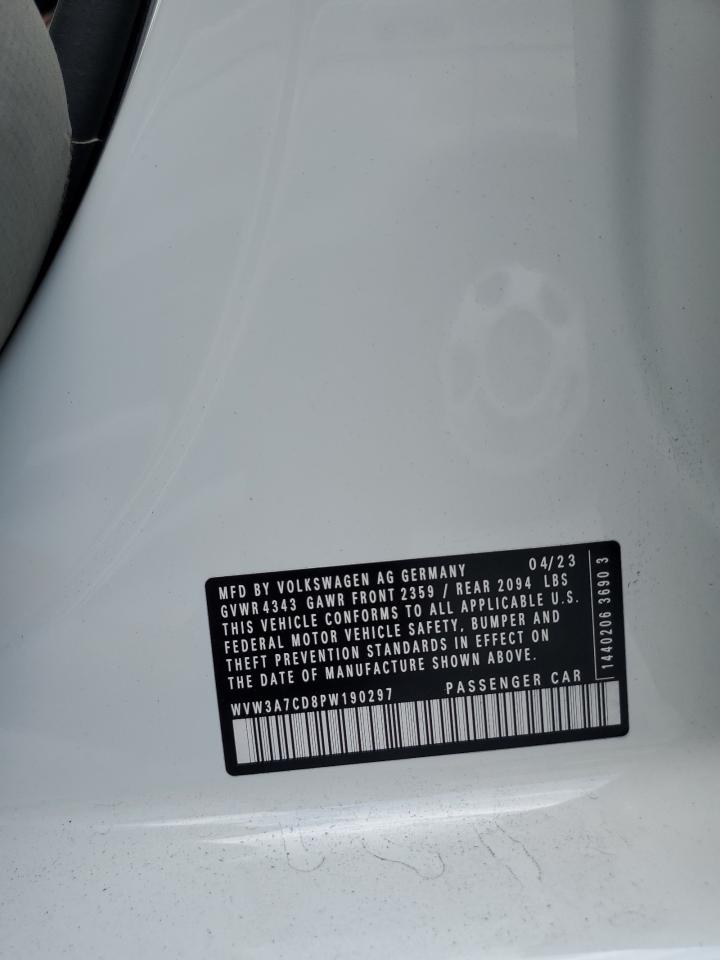 MFD BY VOLKSWAGEN AG GERMANY 04/23
GVWR 4343 GAWR FRONT 2359 / REAR 2094 LBS
THIS VEHICLE CONFORMS TO ALL APPLICABLE U.S.
FEDERAL MOTOR VEHICLE SAFETY, BUMPER AND
THEFT PREVENTION STANDARDS IN EFFECT ON
THE DATE OF MANUFACTURE SHOWN ABOVE.
WVW3A7CD8PW190297 PASSENGER CAR
1440206 3690 3